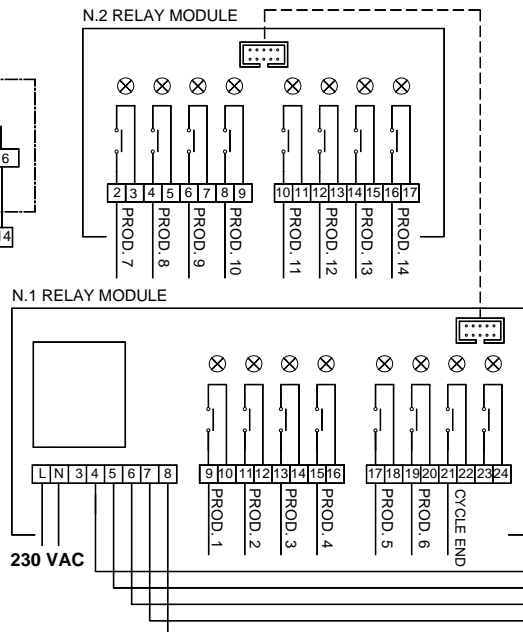 N.2 RELAY MODULE
6
14
2 3 4 5 6 7 8 9 10 11 12 13 14 15 16 17
PROD. 7
PROD. 8
PROD. 9
PROD. 10
PROD. 11
PROD. 12
PROD. 13
PROD. 14
N.1 RELAY MODULE
L N 3 4 5 6 7 8 9 10 11 12 13 14 15 16 17 18 19 20 21 22 23 24
PROD. 1
PROD. 2
PROD. 3
PROD. 4
PROD. 5
PROD. 6
CYCLE END
230 VAC